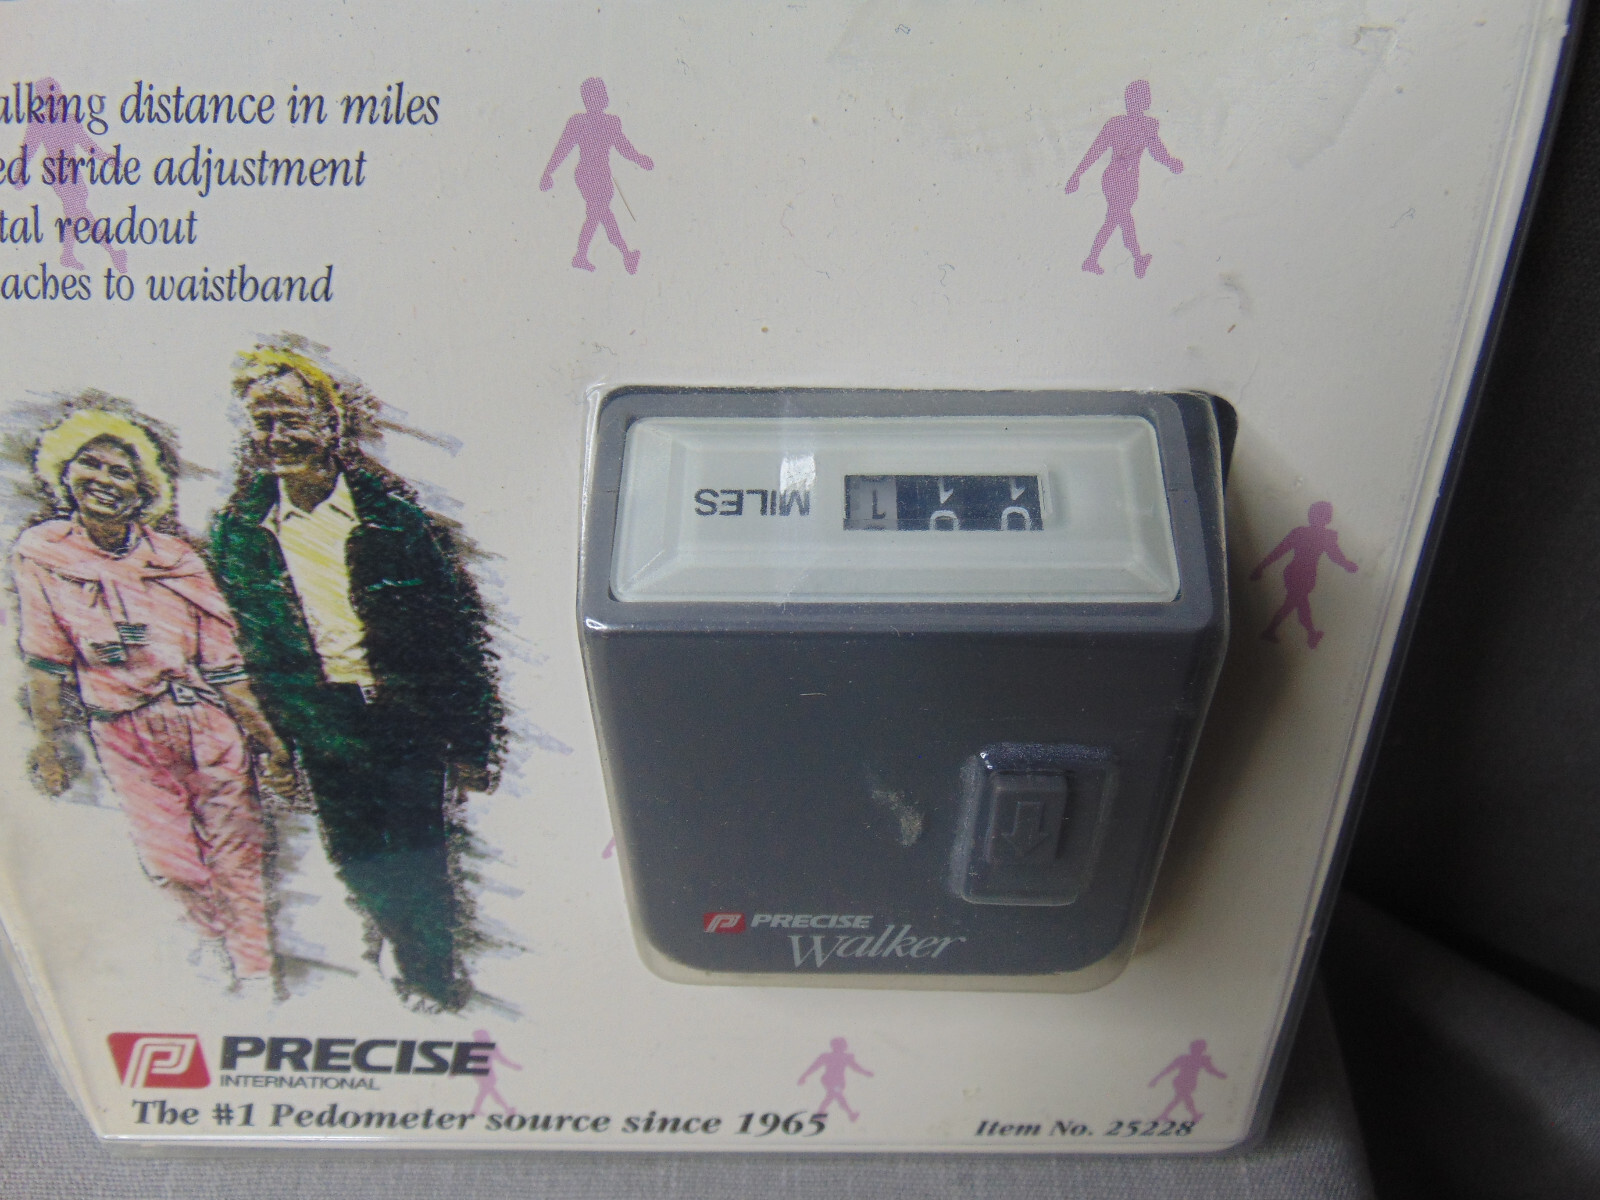 alking distance in miles
ed stride adjustment
tal readout
aches to waistband
MILES
PRECISE
Walker
PRECISE
INTERNATIONAL
The #1 Pedometer source since 1965
Item No. 25228